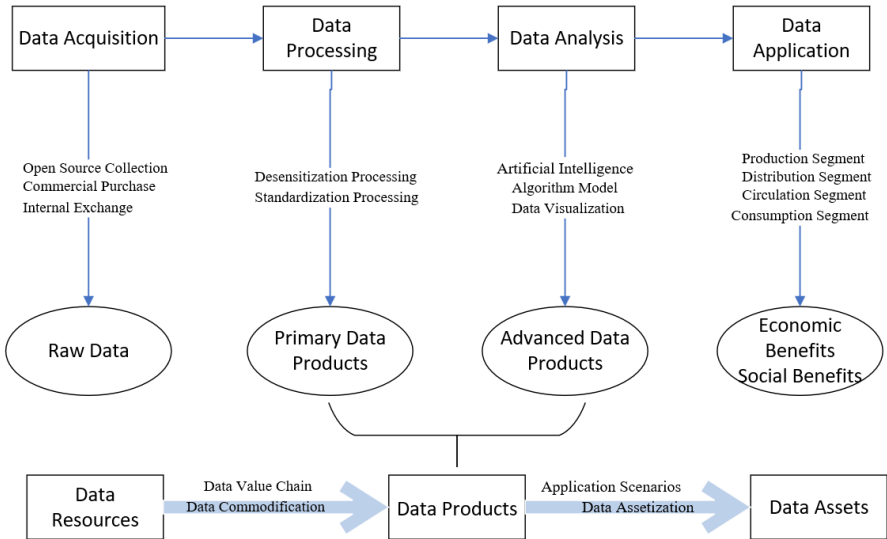 Data Acquisition
Data
Processing
Data Analysis
Data
Application
Open Source Collection
Commercial Purchase
Internal Exchange
Desensitization Processing
Standardization Processing
Artificial Intelligence
Algorithm Model
Data Visualization
Production Segment
Distribution Segment
Circulation Segment
Consumption Segment
Raw Data
Primary Data
Products
Advanced Data
Products
Economic
Benefits
Social Benefits
Data
Resources
Data Value Chain
Data Commodification
Data Products
Application Scenarios
Data Assetization
Data Assets